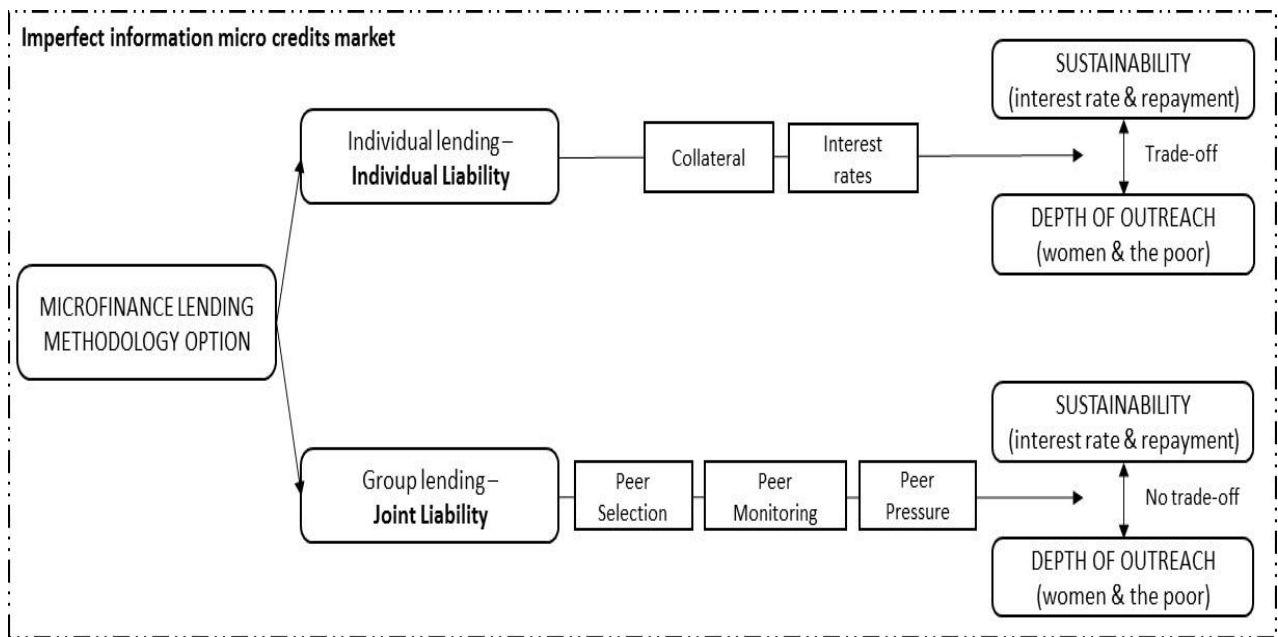 Imperfect information micro credits market
SUSTAINABILITY
(interest rate & repayment)
Individual lending –
Individual Liability
Collateral
Interest
rates
Trade-off
DEPTH OF OUTREACH
(women & the poor)
MICROFINANCE LENDING
METHODOLOGY OPTION
SUSTAINABILITY
(interest rate & repayment)
Group lending –
Joint Liability
Peer
Selection
Peer
Monitoring
Peer
Pressure
No trade-off
DEPTH OF OUTREACH
(women & the poor)